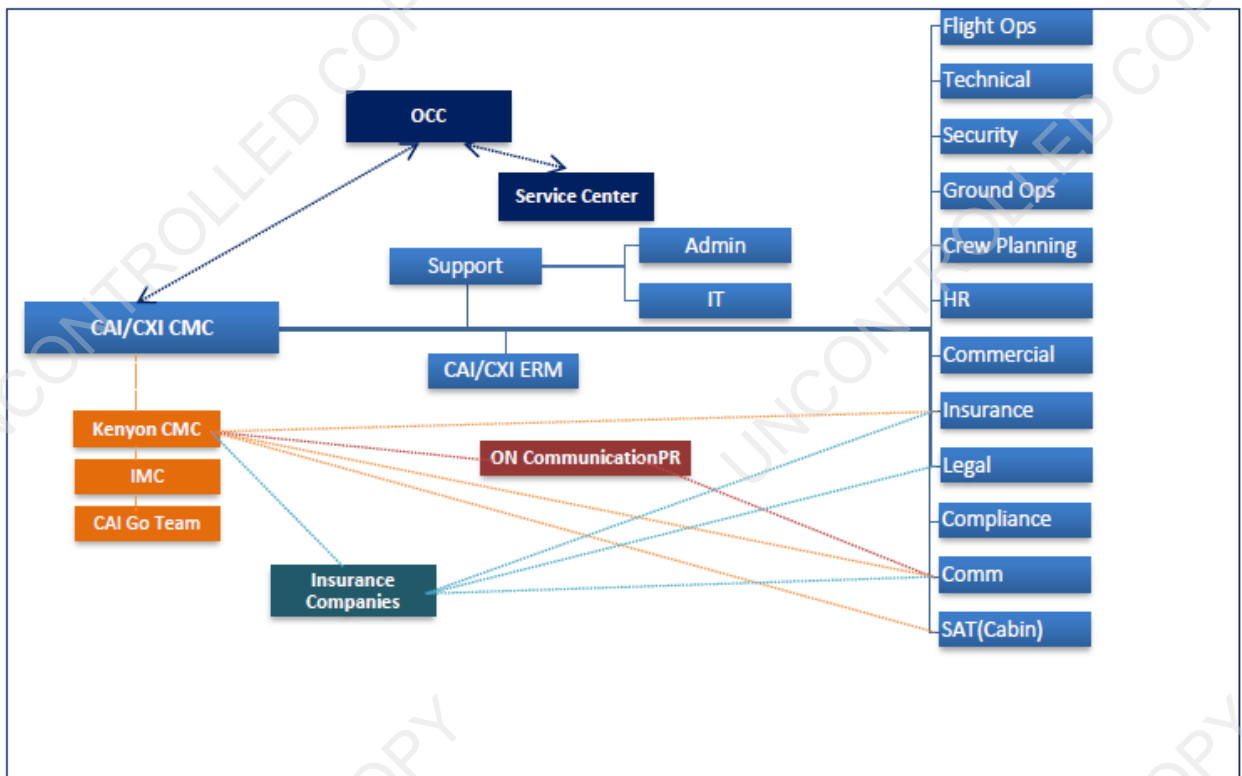 Flight Ops
Technical
Security
Ground Ops
Crew Planning
HR
Commercial
Insurance
Legal
Compliance
Comm
SAT(Cabin)
OCC
Service Center
Support
Admin
IT
CAI/CXI CMC
CAI/CXI ERM
Kenyon CMC
IMC
CAI Go Team
ON CommunicationPR
Insurance
Companies
UNCONTROLLED COPY
UNCONTROLLED COPY
OPY
OPY